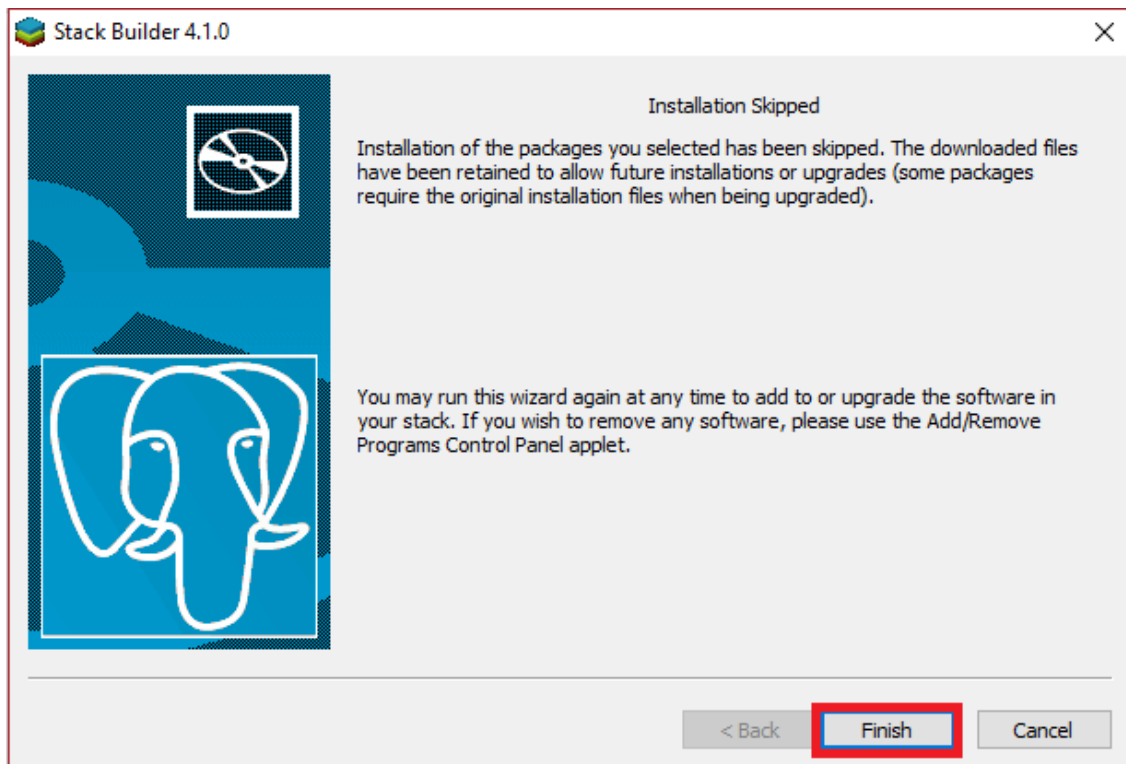 Stack Builder 4.1.0
Installation Skipped
Installation of the packages you selected has been skipped. The downloaded files
have been retained to allow future installations or upgrades (some packages
require the original installation files when being upgraded).
You may run this wizard again at any time to add to or upgrade the software in
your stack. If you wish to remove any software, please use the Add/Remove
Programs Control Panel applet.
< Back
Finish
Cancel